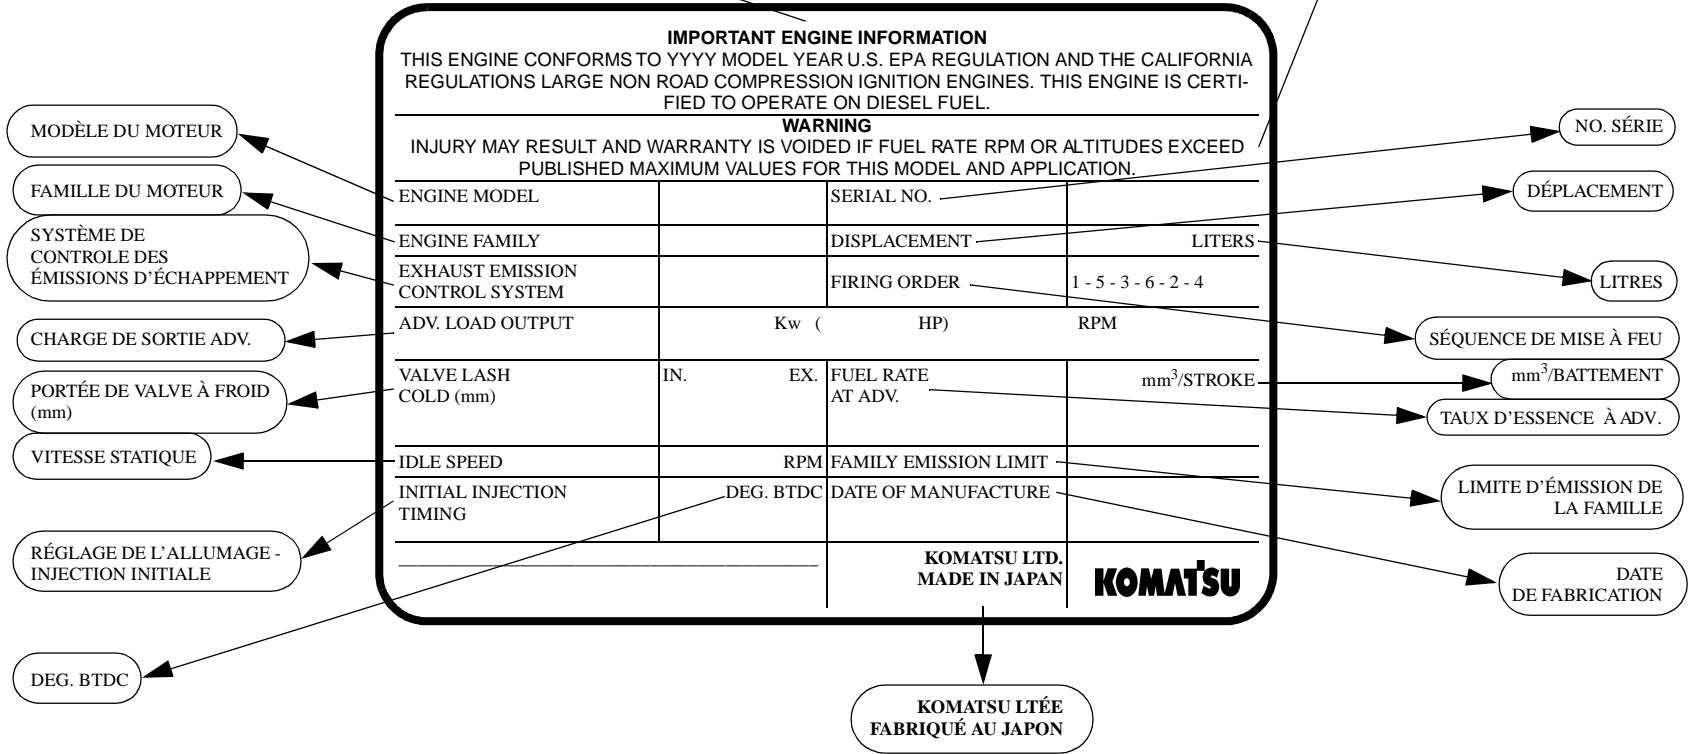 IMPORTANT ENGINE INFORMATION
THIS ENGINE CONFORMS TO YYYY MODEL YEAR U.S. EPA REGULATION AND THE CALIFORNIA
REGULATIONS LARGE NON ROAD COMPRESSION IGNITION ENGINES. THIS ENGINE IS CERTI-
FIED TO OPERATE ON DIESEL FUEL.
WARNING
INJURY MAY RESULT AND WARRANTY IS VOIDED IF FUEL RATE RPM OR ALTITUDES EXCEED
PUBLISHED MAXIMUM VALUES FOR THIS MODEL AND APPLICATION.
ENGINE MODEL
SERIAL NO.
ENGINE FAMILY
DISPLACEMENT
LITERS
EXHAUST EMISSION
CONTROL SYSTEM
FIRING ORDER
1 - 5 - 3 - 6 - 2 - 4
ADV. LOAD OUTPUT
Kw ( HP) RPM
VALVE LASH
COLD (mm)
IN. EX.
FUEL RATE
AT ADV.
mm³/STROKE
IDLE SPEED
RPM
FAMILY EMISSION LIMIT
INITIAL INJECTION
TIMING
DEG. BTDC
DATE OF MANUFACTURE
KOMATSU LTD.
MADE IN JAPAN
KOMATSU
MODÈLE DU MOTEUR
FAMILLE DU MOTEUR
SYSTÈME DE
CONTROLE DES
ÉMISSIONS D'ÉCHAPPEMENT
CHARGE DE SORTIE ADV.
PORTÉE DE VALVE À FROID
(mm)
VITESSE STATIQUE
RÉGLAGE DE L'ALLUMAGE -
INJECTION INITIALE
DEG. BTDC
NO. SÉRIE
DÉPLACEMENT
LITRES
SÉQUENCE DE MISE À FEU
mm³/BATTEMENT
TAUX D'ESSENCE À ADV.
LIMITE D'ÉMISSION DE
LA FAMILLE
DATE
DE FABRICATION
KOMATSU LTÉE
FABRIQUÉ AU JAPON